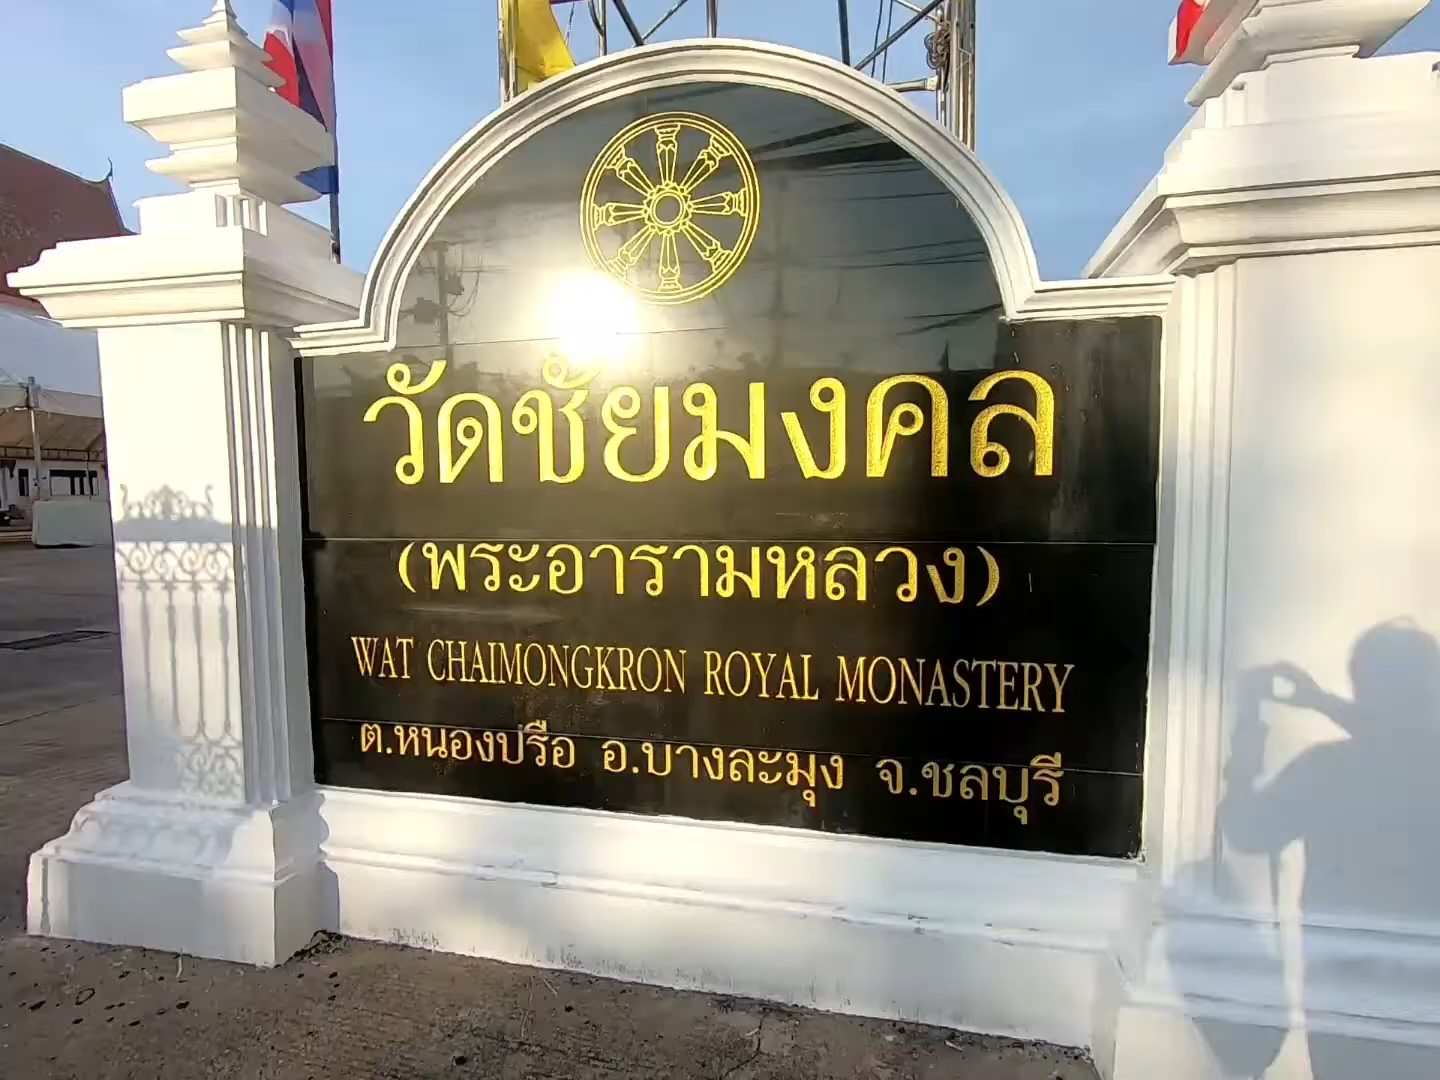 วัดชัยมงคล
(พระอารามหลวง)
WAT CHAIMONGKRON ROYAL MONASTERY
ต.หนองปรือ อ.บางละมุง จ.ชลบุรี